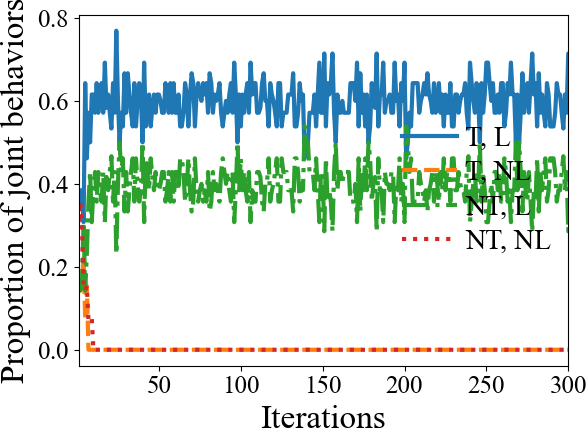 Proportion of joint behaviors
0.8
0.6
0.4
0.2
0.0
T, L
T, NL
NT, L
NT, NL
50
100
150
200
250
300
Iterations